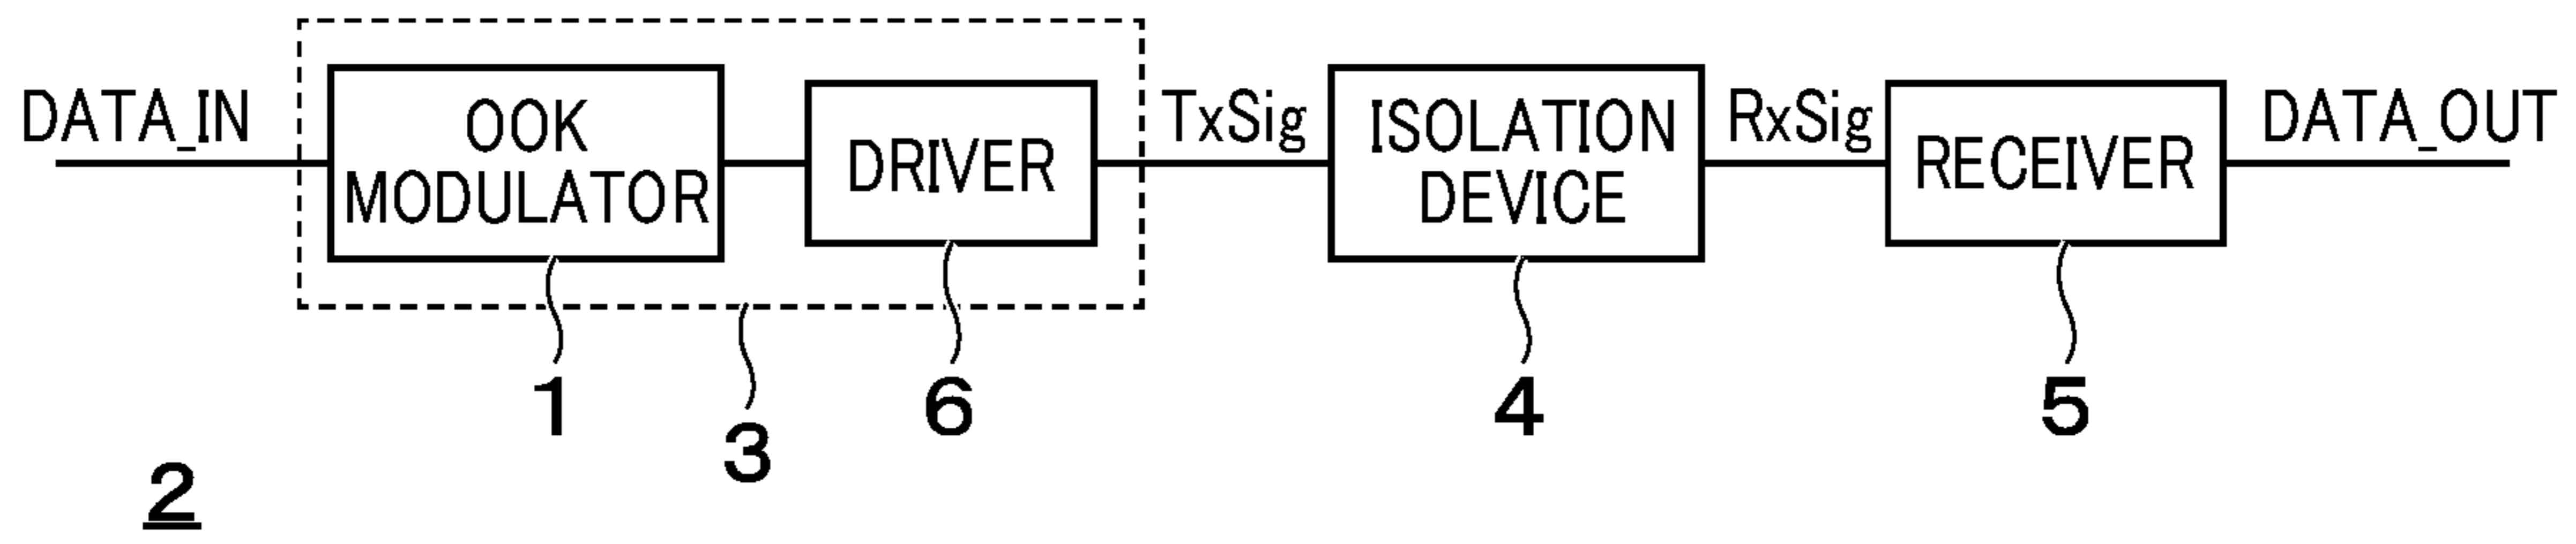 DATA_IN
OOK
MODULATOR
DRIVER
TxSig
ISOLATION
DEVICE
RxSig
RECEIVER
DATA_OUT
1
6
3
4
5
2